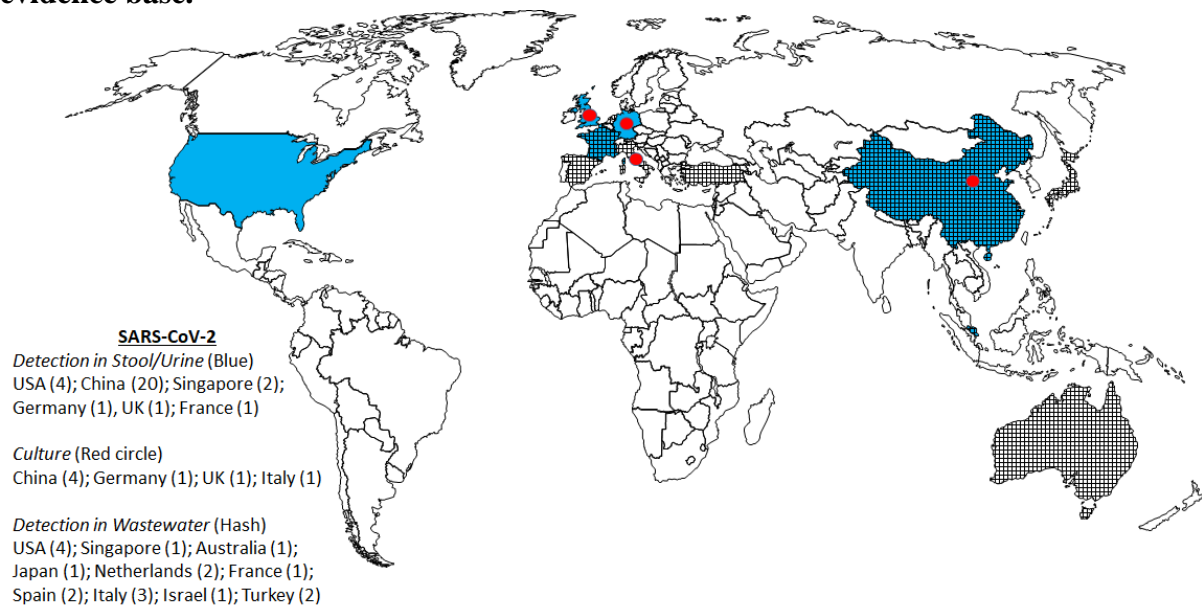 evidence base.
SARS-CoV-2
Detection in Stool/Urine (Blue)
USA (4); China (20); Singapore (2);
Germany (1), UK (1); France (1)
Culture (Red circle)
China (4); Germany (1); UK (1); Italy (1)
Detection in Wastewater (Hash)
USA (4); Singapore (1); Australia (1);
Japan (1); Netherlands (2); France (1);
Spain (2); Italy (3); Israel (1); Turkey (2)